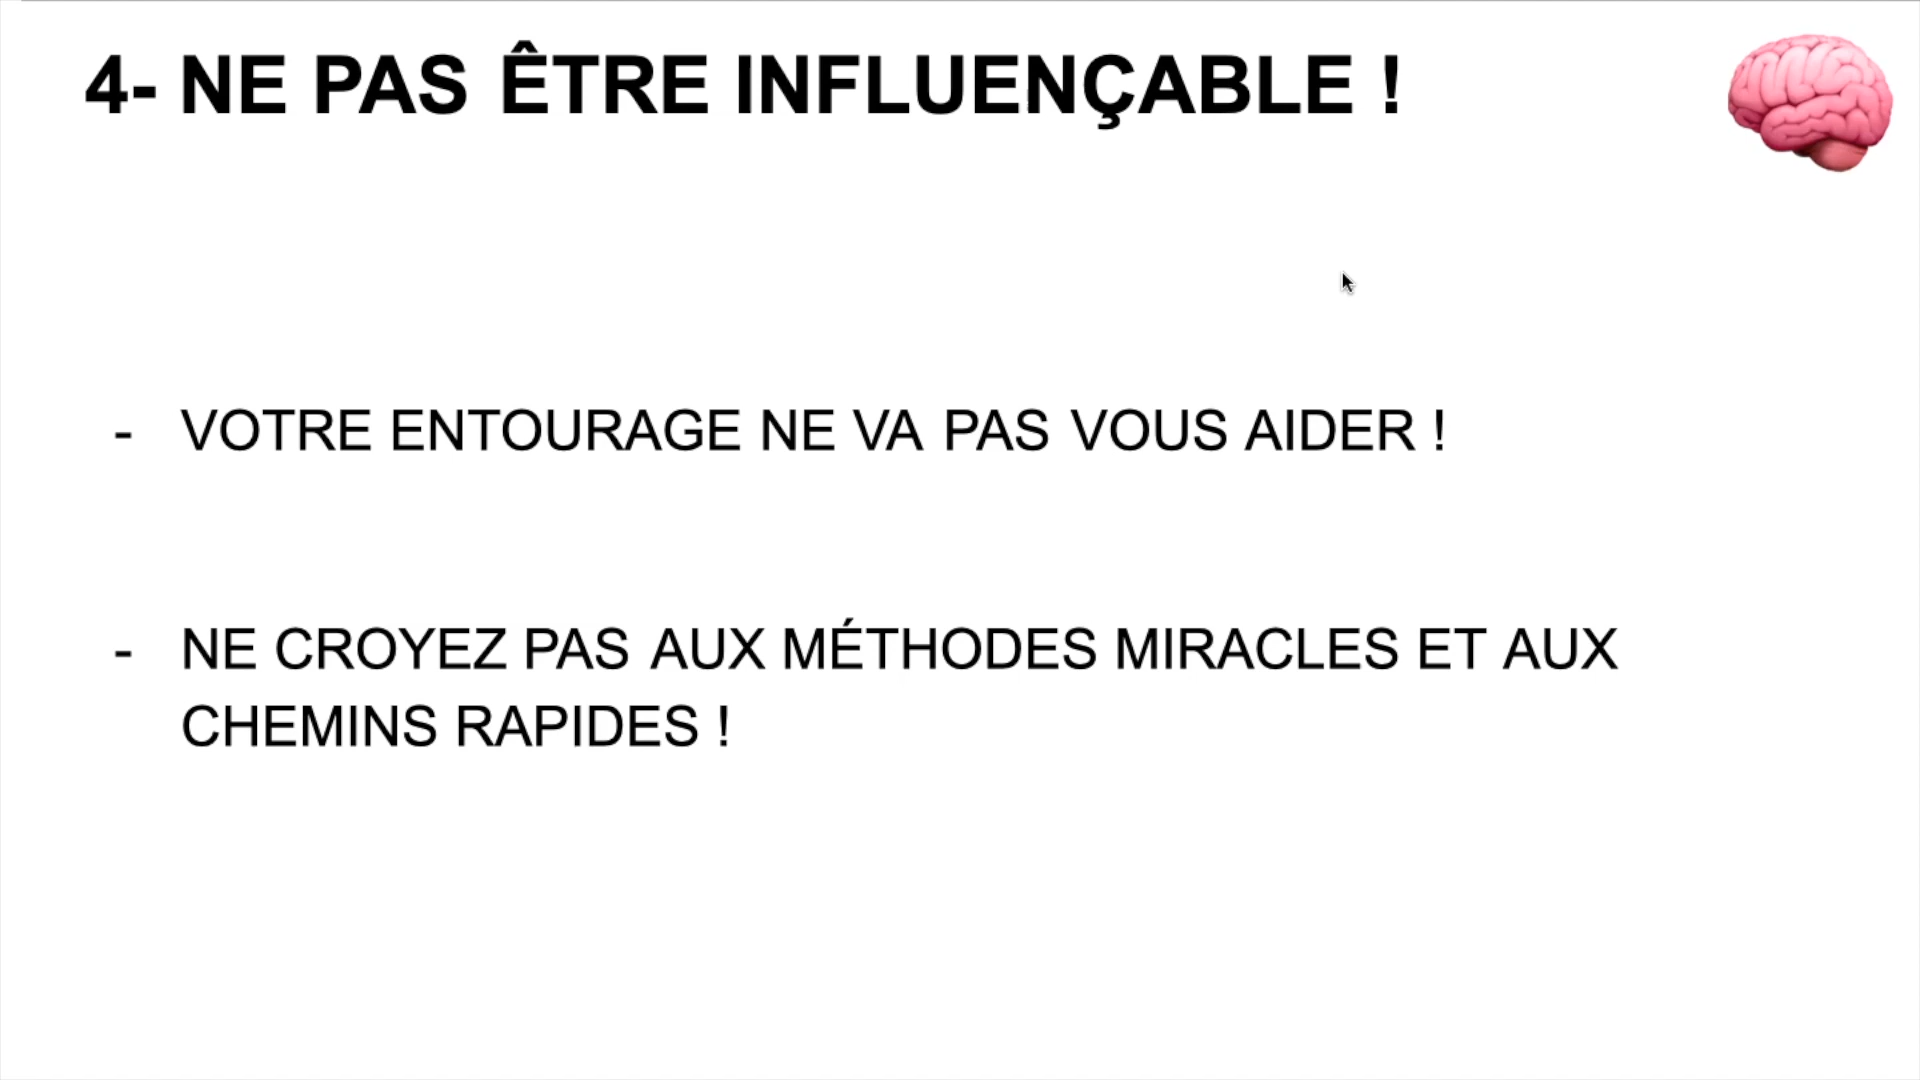 4- NE PAS ÊTRE INFLUENÇABLE !
- VOTRE ENTOURAGE NE VA PAS VOUS AIDER !
- NE CROYEZ PAS AUX MÉTHODES MIRACLES ET AUX
CHEMINS RAPIDES !